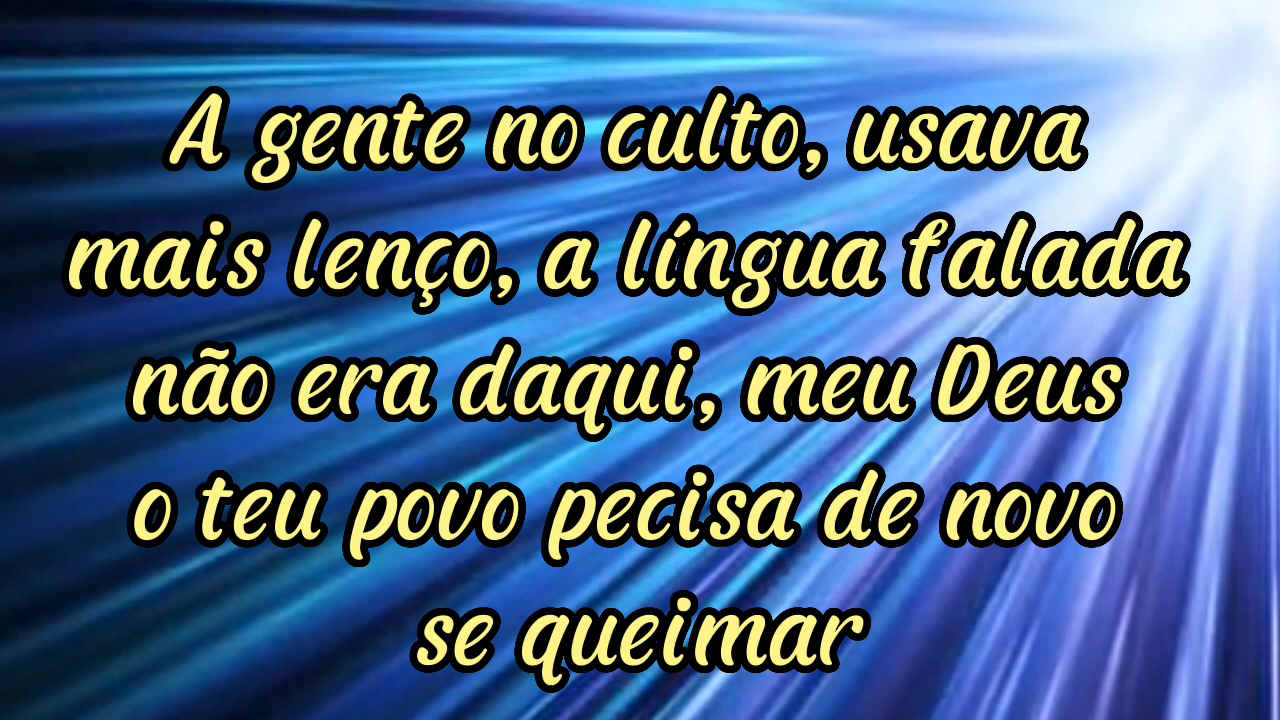 A gente no culto, usava
mais lenço, a língua falada
não era daqui, meu Deus
o teu povo pecisa de novo
se queimar